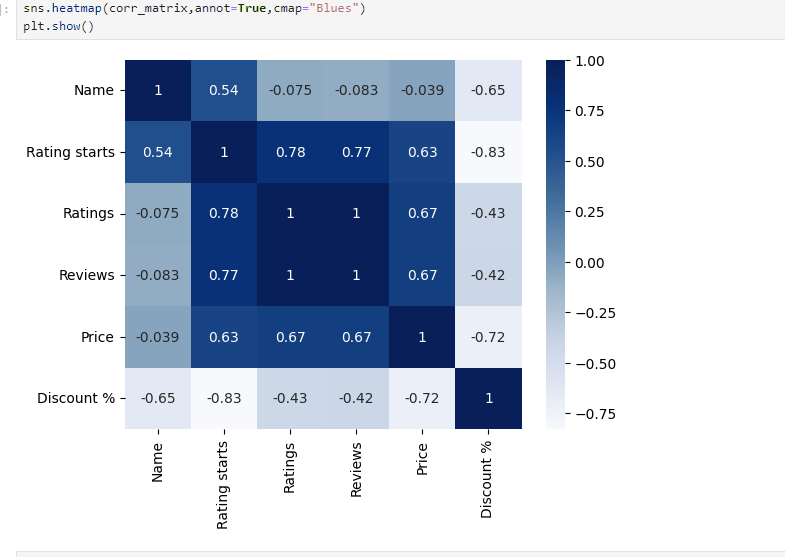 ]:
sns.heatmap(corr_matrix,annot=True,cmap="Blues")
plt.show()
Name 1 0.54 -0.075 -0.083 -0.039 -0.65
Rating starts 0.54 1 0.78 0.77 0.63 -0.83
Ratings -0.075 0.78 1 1 0.67 -0.43
Reviews -0.083 0.77 1 1 0.67 -0.42
Price -0.039 0.63 0.67 0.67 1 -0.72
Discount % -0.65 -0.83 -0.43 -0.42 -0.72 1
Name Rating starts Ratings Reviews Price Discount %
1.00
0.75
0.50
0.25
0.00
−0.25
−0.50
−0.75